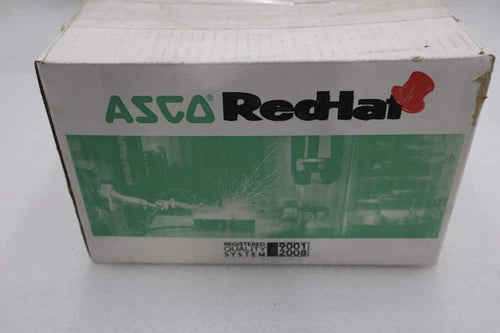 ASCO® RedHat
REGISTERED
QUALITY
SYSTEM
9001
2008